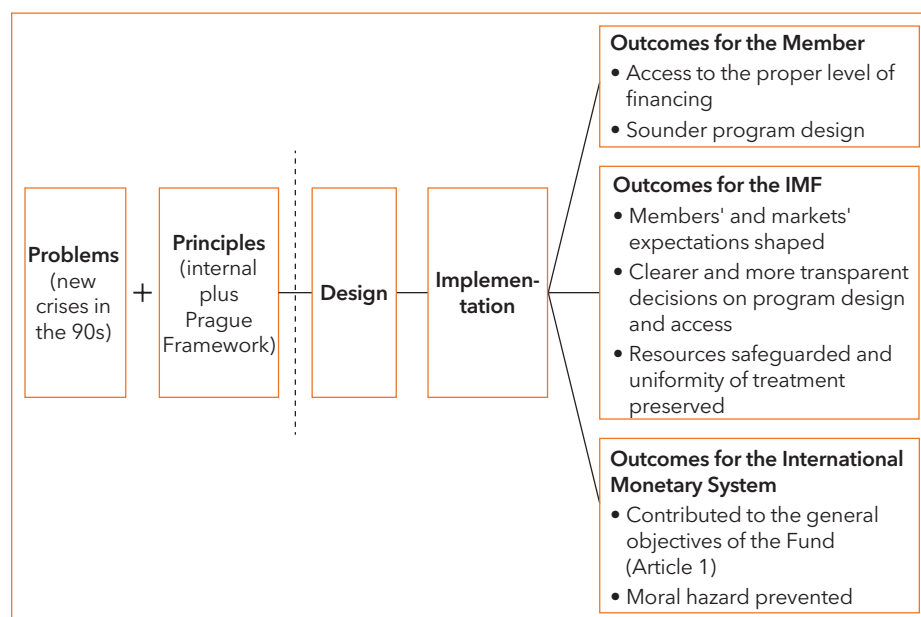 Problems
(new
crises in
the 90s)
+
Principles
(internal
plus
Prague
Framework)
Design
Implemen-
tation
Outcomes for the Member
• Access to the proper level of
financing
• Sounder program design
Outcomes for the IMF
• Members' and markets'
expectations shaped
• Clearer and more transparent
decisions on program design
and access
• Resources safeguarded and
uniformity of treatment
preserved
Outcomes for the International
Monetary System
• Contributed to the general
objectives of the Fund
(Article 1)
• Moral hazard prevented